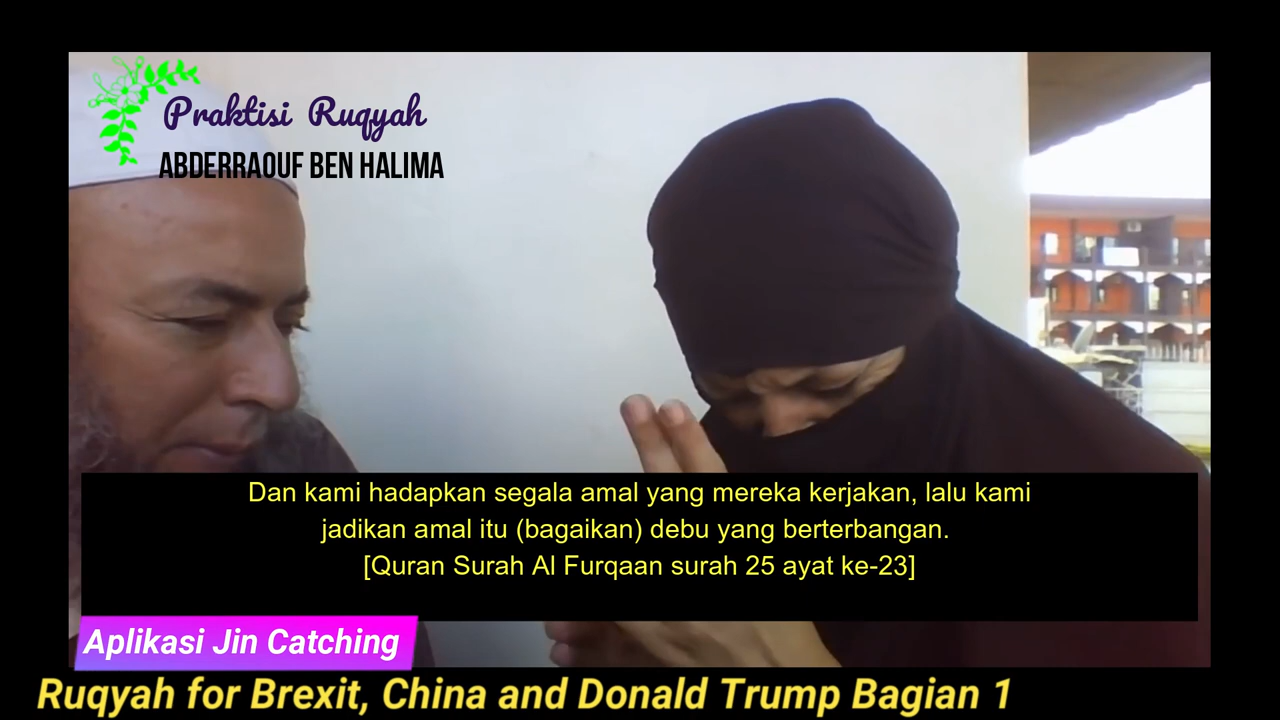 Praktisi Ruqyah
ABDERRAOUF BEN HALIMA
Dan kami hadapkan segala amal yang mereka kerjakan, lalu kami
jadikan amal itu (bagaikan) debu yang berterbangan.
[Quran Surah Al Furqaan surah 25 ayat ke-23]
Aplikasi Jin Catching
Ruqyah for Brexit, China and Donald Trump Bagian 1